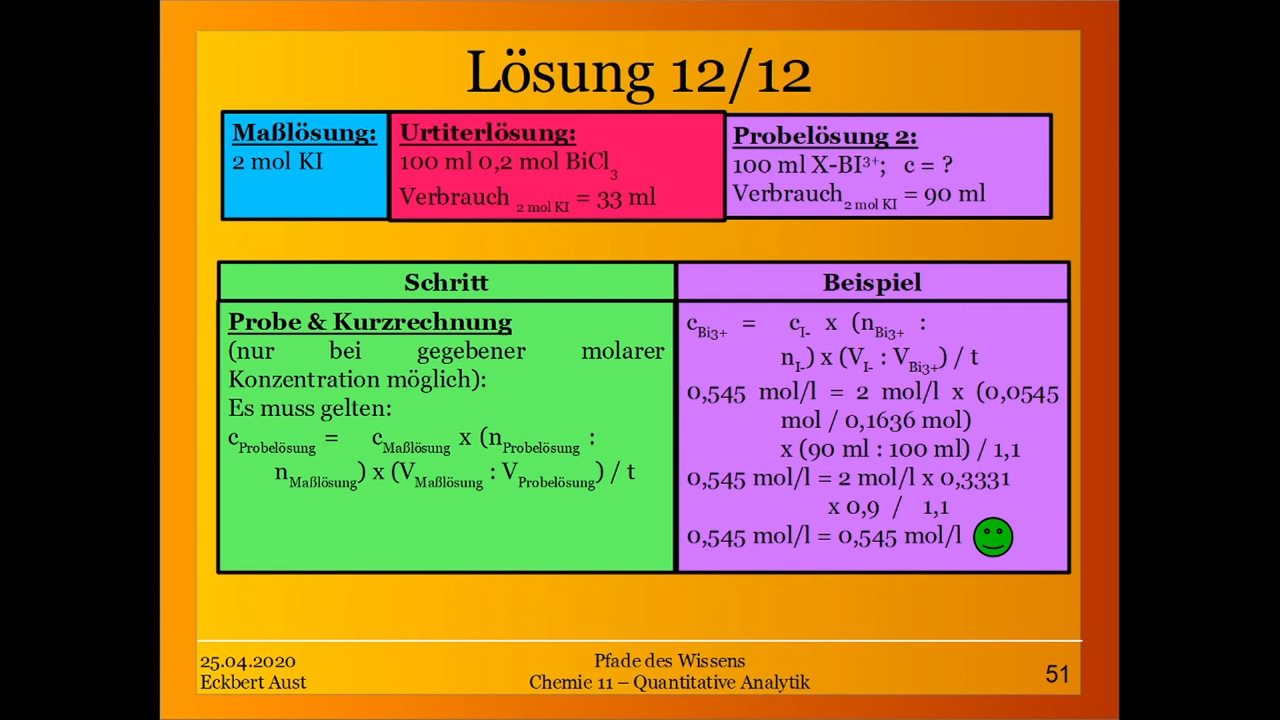 Lösung 12/12
Maßlösung:
2 mol KI
Urtiterlösung:
100 ml 0,2 mol BiCl3
Verbrauch 2 mol KI = 33 ml
Probelösung 2:
100 ml X-BI³⁺; c = ?
Verbrauch 2 mol KI = 90 ml
Schritt
Probe & Kurzrechnung
(nur bei gegebener molarer
Konzentration möglich):
Es muss gelten:
cProbelösung = cMaßlösung x (nProbelösung :
nMaßlösung) x (VMaßlösung : VProbelösung) / t
Beispiel
cBi3+ = cI- x (nBi3+ :
nI-) x (VI- : VBi3+) / t
0,545 mol/l = 2 mol/l x (0,0545
mol / 0,1636 mol)
x (90 ml : 100 ml) / 1,1
0,545 mol/l = 2 mol/l x 0,3331
x 0,9 / 1,1
0,545 mol/l = 0,545 mol/l
25.04.2020
Eckbert Aust
Pfade des Wissens
Chemie 11 – Quantitative Analytik
51